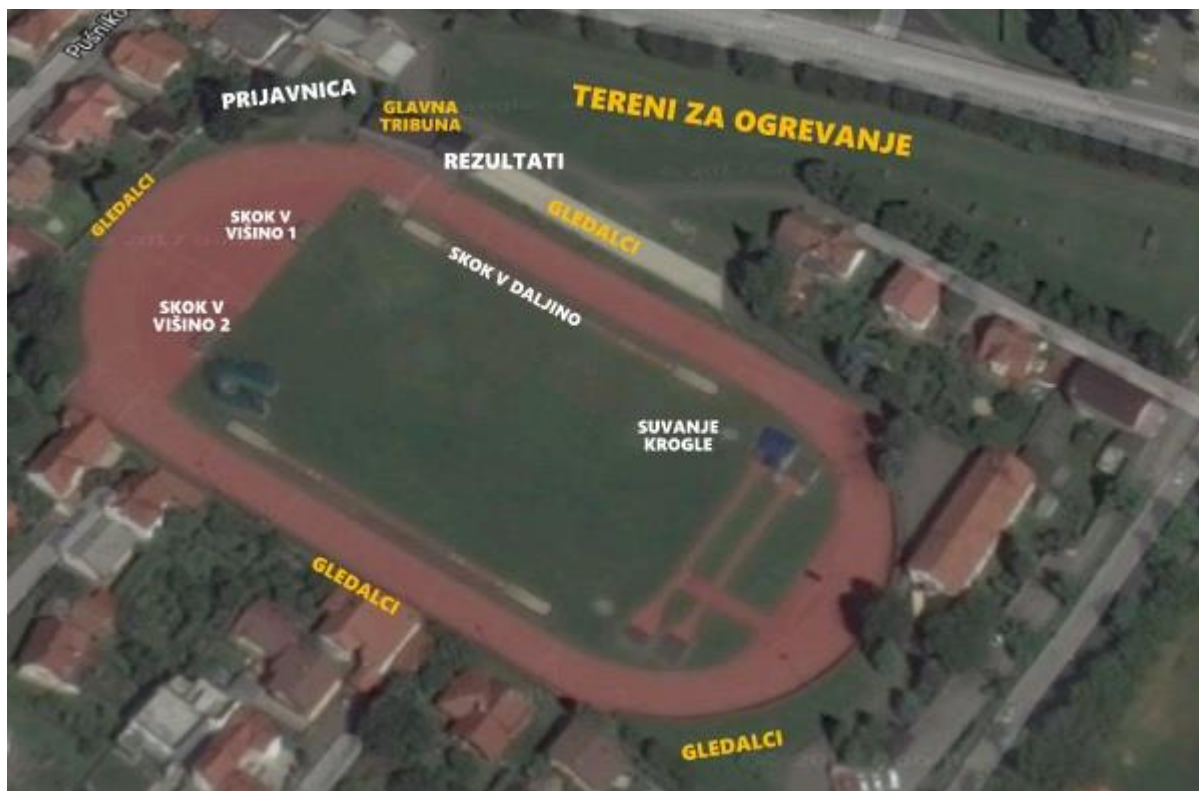 Pušniko
PRIJAVNICA
GLAVNA
TRIBUNA
TERENI ZA OGREVANJE
REZULTATI
GLEDALCI
SKOK V
VIŠINO 1
GLEDALCI
SKOK V DALJINO
SKOK V
VIŠINO 2
SUVANJE
KROGLE
GLEDALCI
GLEDALCI